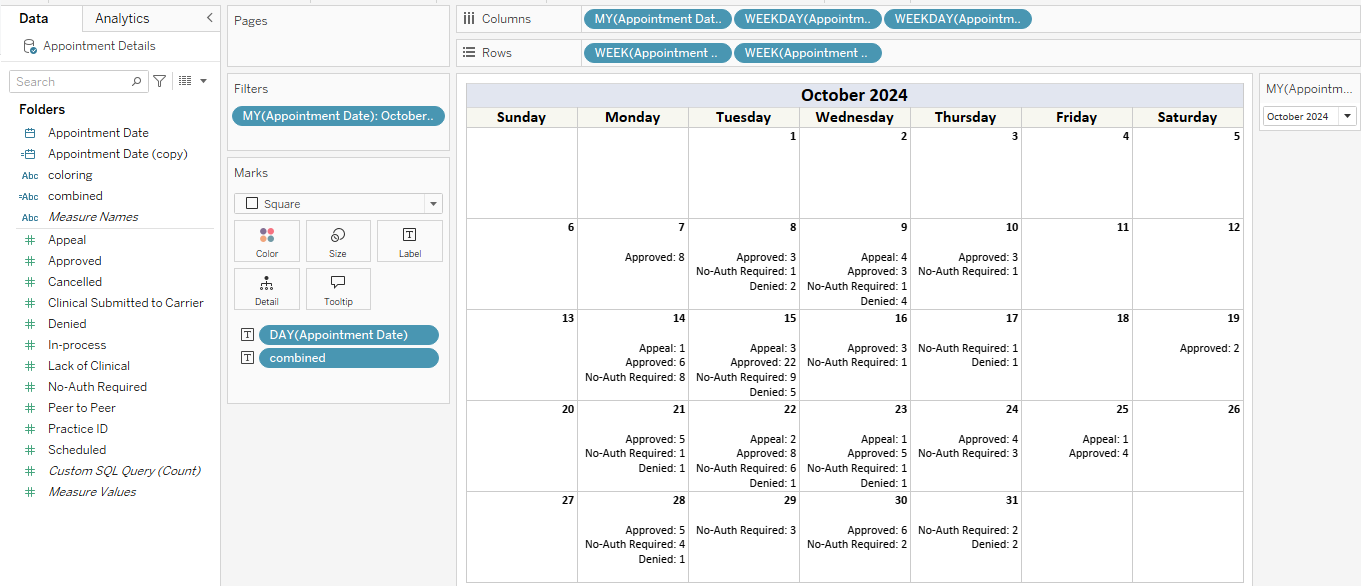 Data
Analytics
Appointment Details
Search
Folders
Appointment Date
Appointment Date (copy)
Abc coloring
=Abc combined
Abc Measure Names
Appeal
Approved
Cancelled
Clinical Submitted to Carrier
Denied
In-process
Lack of Clinical
No-Auth Required
Peer to Peer
Practice ID
Scheduled
Custom SQL Query (Count)
Measure Values
Pages
Filters
MY(Appointment Date): October..
Marks
Square
Color
Size
T
Label
Detail
Tooltip
T DAY(Appointment Date)
T combined
Columns
MY(Appointment Dat..
WEEKDAY(Appointm..
WEEKDAY(Appointm..
Rows
WEEK(Appointment ..
WEEK(Appointment ..
October 2024
Sunday Monday Tuesday Wednesday Thursday Friday Saturday
1 2 3 4 5
6
7
Approved: 8
8
Approved: 3
No-Auth Required: 1
Denied: 2
9
Appeal: 4
Approved: 3
No-Auth Required: 1
Denied: 4
10
Approved: 3
No-Auth Required: 1
11
12
13
14
Appeal: 1
Approved: 6
No-Auth Required: 8
15
Appeal: 3
Approved: 22
No-Auth Required: 9
Denied: 5
16
Approved: 3
No-Auth Required: 1
17
No-Auth Required: 1
Denied: 1
18
19
Approved: 2
20
21
Approved: 5
No-Auth Required: 1
Denied: 1
22
Appeal: 2
Approved: 8
No-Auth Required: 6
Denied: 1
23
Appeal: 1
Approved: 5
No-Auth Required: 1
Denied: 1
24
Approved: 4
No-Auth Required: 3
25
Appeal: 1
Approved: 4
26
27
28
Approved: 5
No-Auth Required: 4
Denied: 1
29
No-Auth Required: 3
30
Approved: 6
No-Auth Required: 2
31
No-Auth Required: 2
Denied: 2
MY(Appointm...
October 2024